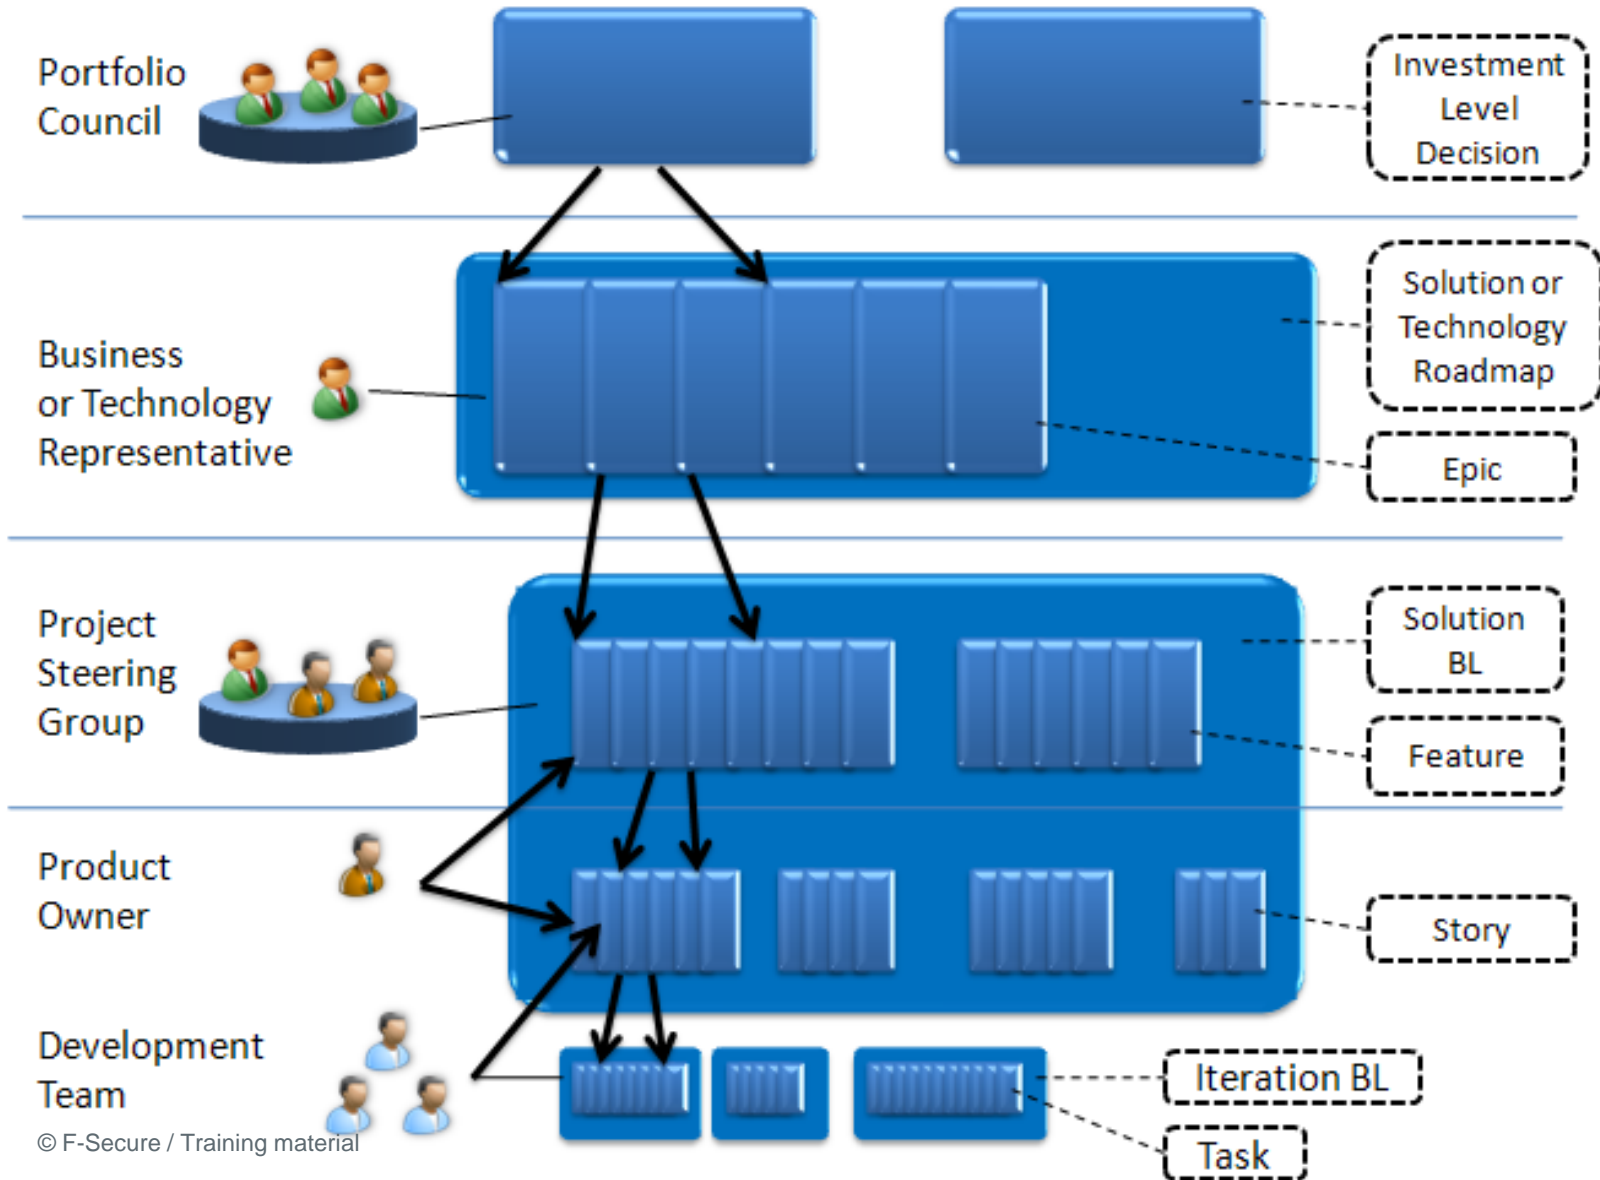 Portfolio
Council
Investment
Level
Decision
Business
or Technology
Representative
Solution or
Technology
Roadmap
Epic
Project
Steering
Group
Solution
BL
Feature
Product
Owner
Story
Development
Team
Iteration BL
Task
© F-Secure / Training material